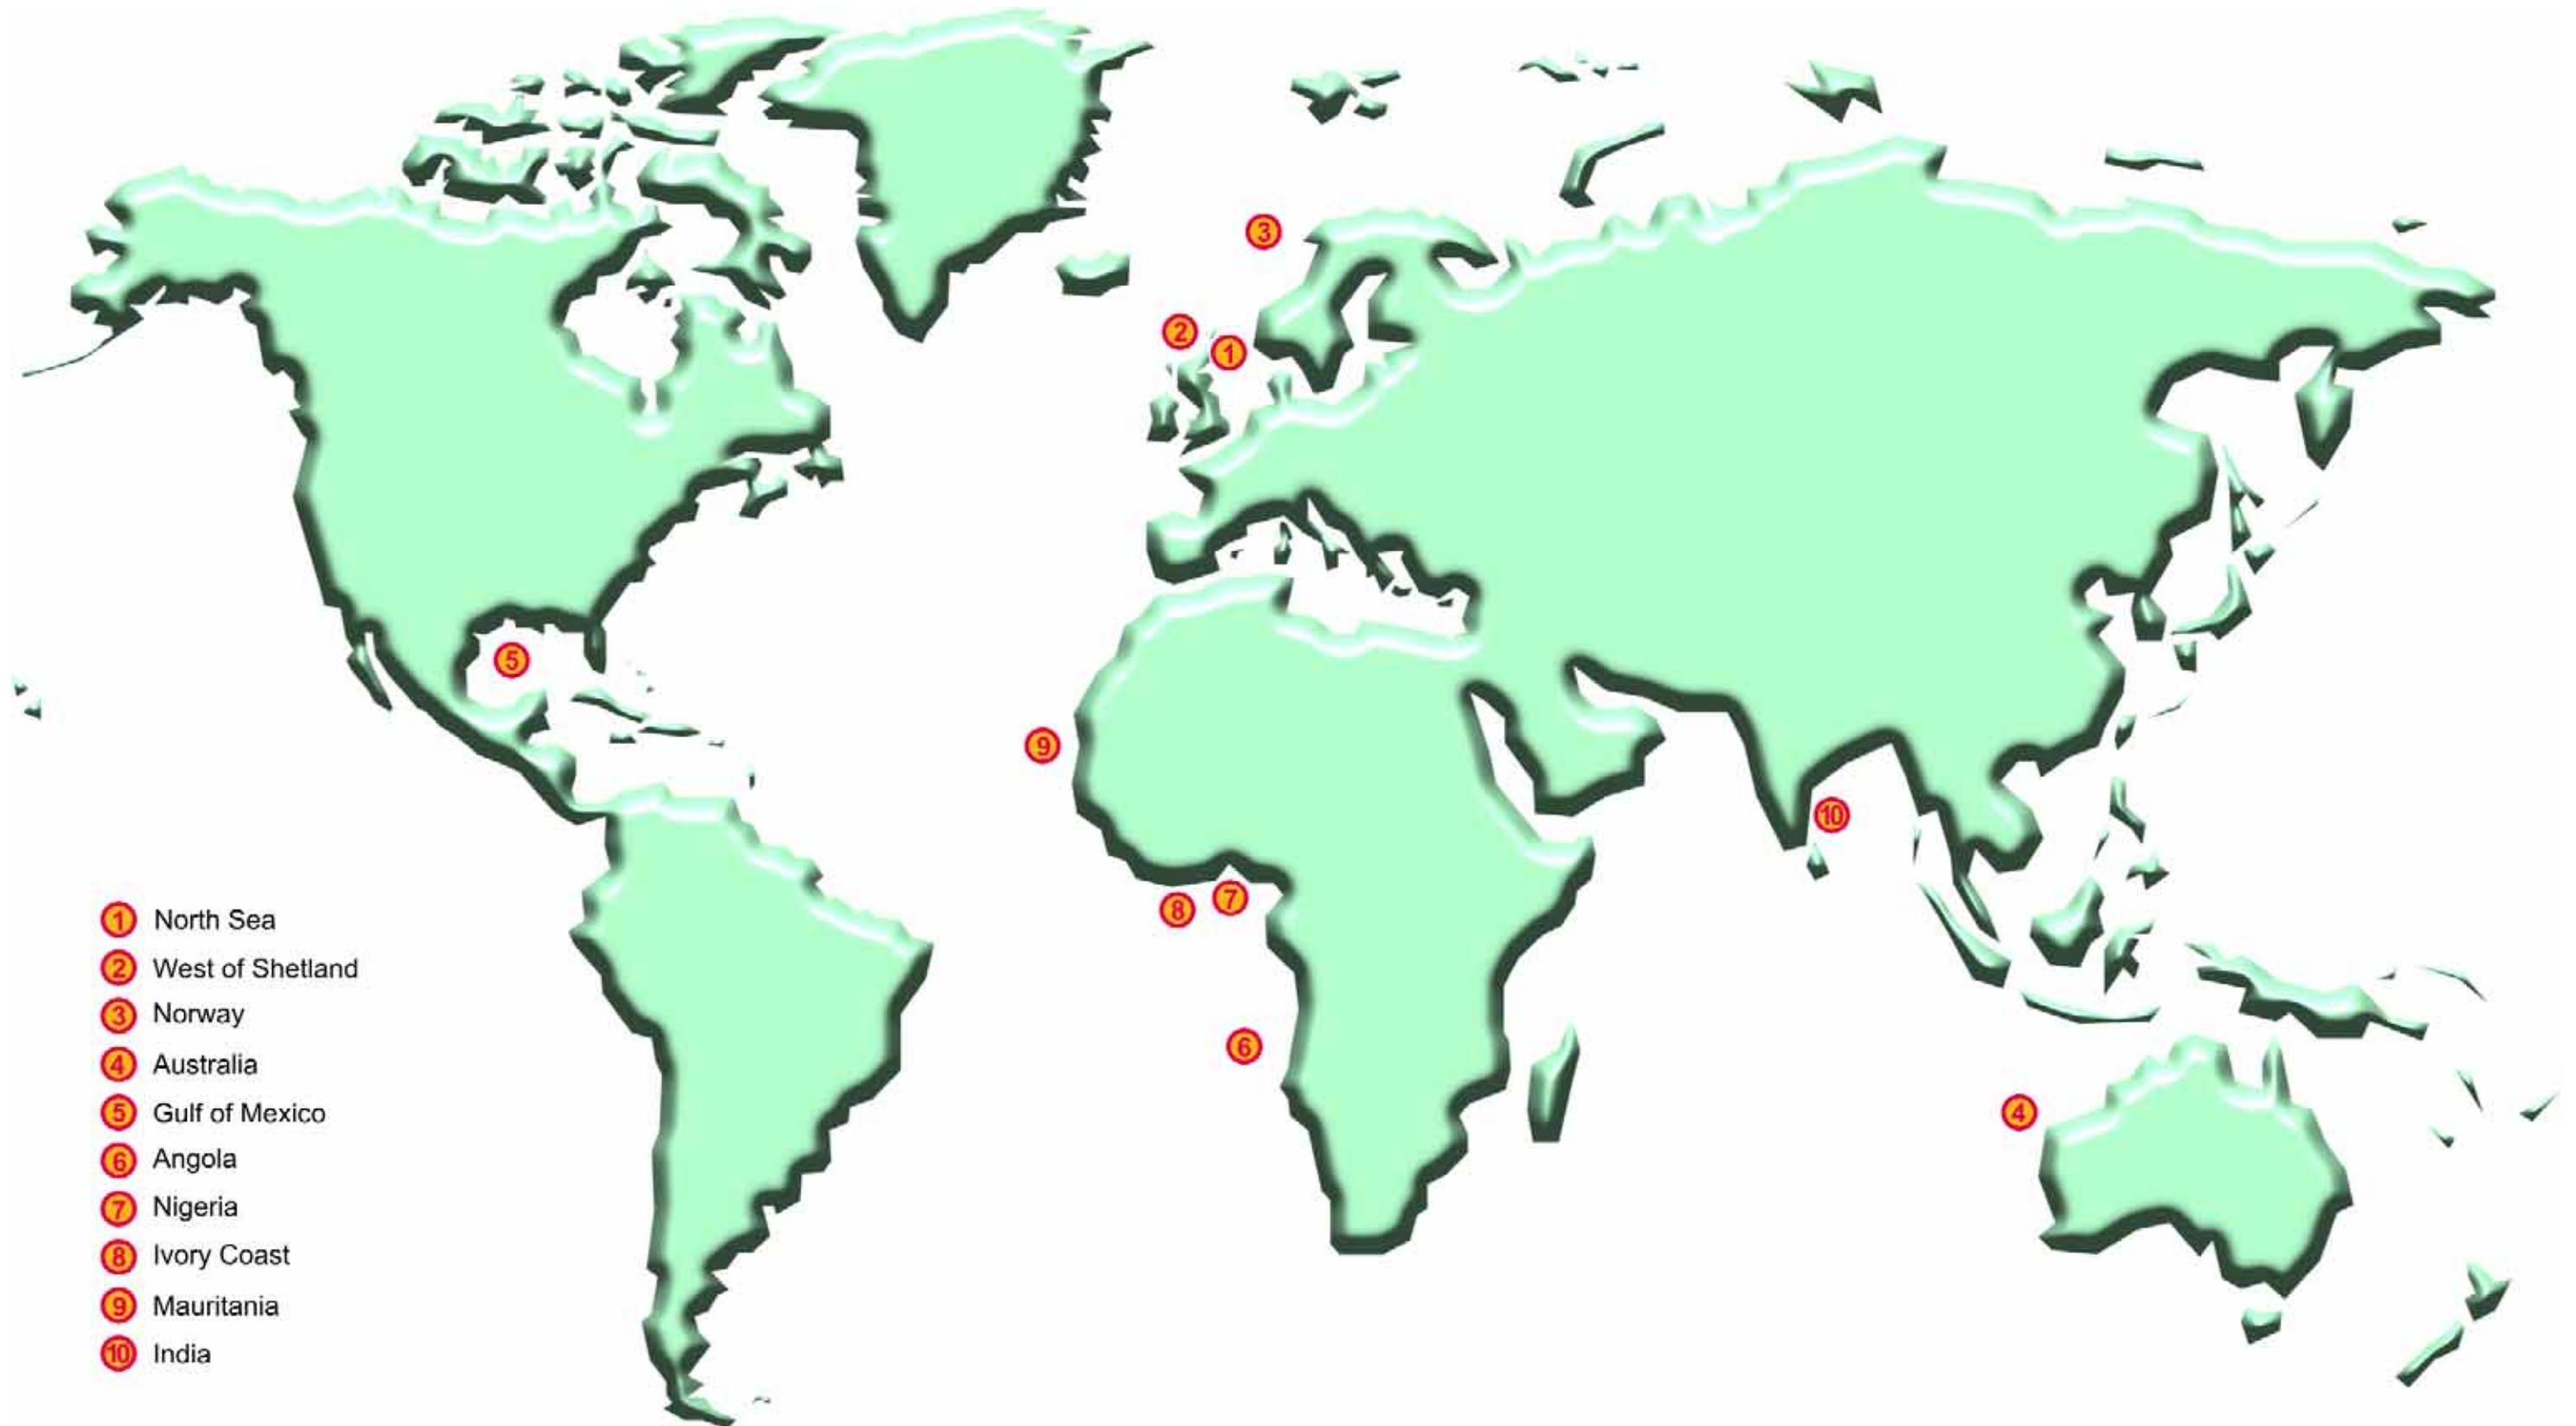 3
2
1
5
9
10
7
8
6
4
1 North Sea
2 West of Shetland
3 Norway
4 Australia
5 Gulf of Mexico
6 Angola
7 Nigeria
8 Ivory Coast
9 Mauritania
10 India